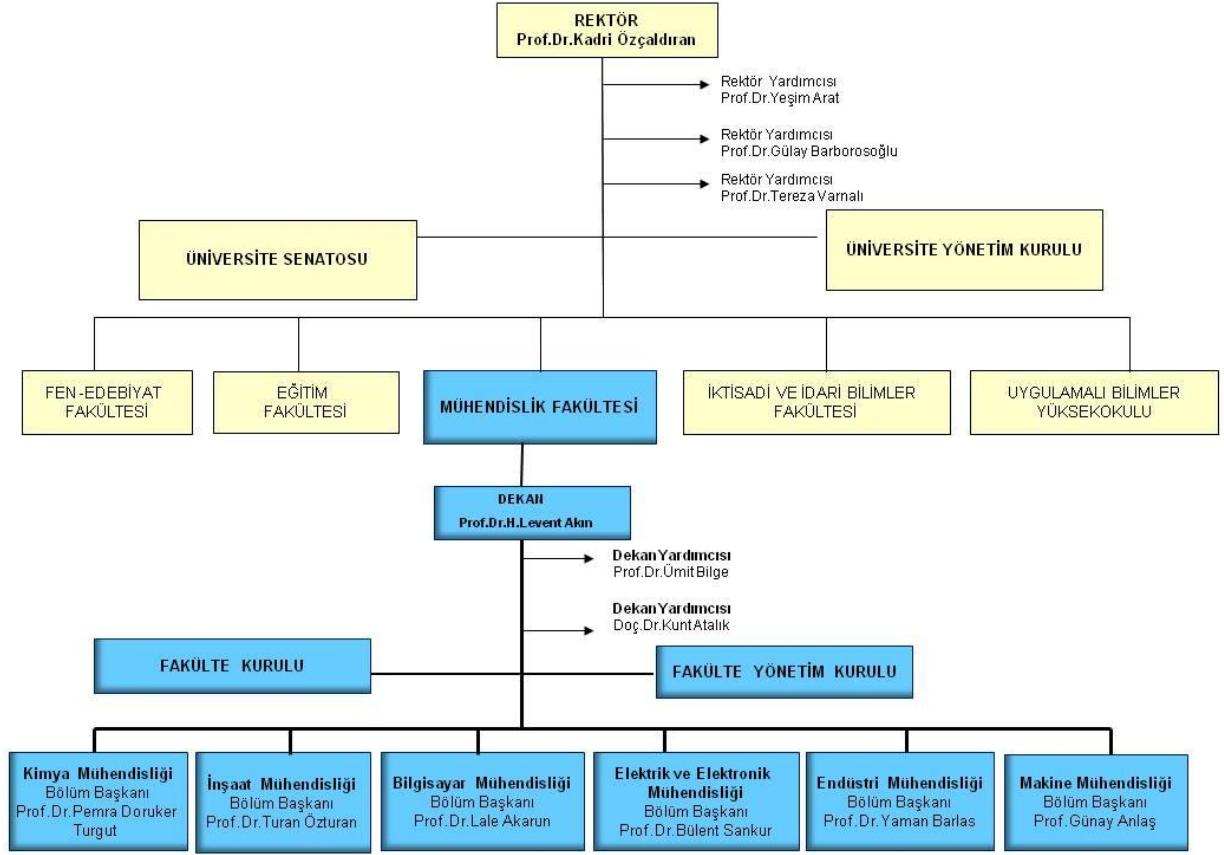 REKTÖR
Prof.Dr.Kadri Özçaldıran
Rektör Yardımcısı
Prof.Dr.Yeşim Arat
Rektör Yardımcısı
Prof.Dr.Gülay Barborosoğlu
Rektör Yardımcısı
Prof.Dr.Tereza Varnalı
ÜNİVERSİTE SENATOSU
ÜNİVERSİTE YÖNETİM KURULU
FEN-EDEBİYAT
FAKÜLTESİ
EĞİTİM
FAKÜLTESİ
MÜHENDİSLİK FAKÜLTESİ
İKTİSADİ VE İDARİ BİLİMLER
FAKÜLTESİ
UYGULAMALI BİLİMLER
YÜKSEKOKULU
DEKAN
Prof.Dr.H.Levent Akın
Dekan Yardımcısı
Prof.Dr.Ümit Bilge
Dekan Yardımcısı
Doç.Dr.Kunt Atalık
FAKÜLTE KURULU
FAKÜLTE YÖNETİM KURULU
Kimya Mühendisliği
Bölüm Başkanı
Prof.Dr.Pemra Doruker
Turgut
İnşaat Mühendisliği
Bölüm Başkanı
Prof.Dr.Turan Özturan
Bilgisayar Mühendisliği
Bölüm Başkanı
Prof.Dr.Lale Akarun
Elektrik ve Elektronik
Mühendisliği
Bölüm Başkanı
Prof.Dr.Bülent Sankur
Endüstri Mühendisliği
Bölüm Başkanı
Prof.Dr.Yaman Barlas
Makine Mühendisliği
Bölüm Başkanı
Prof.Günay Anlaş